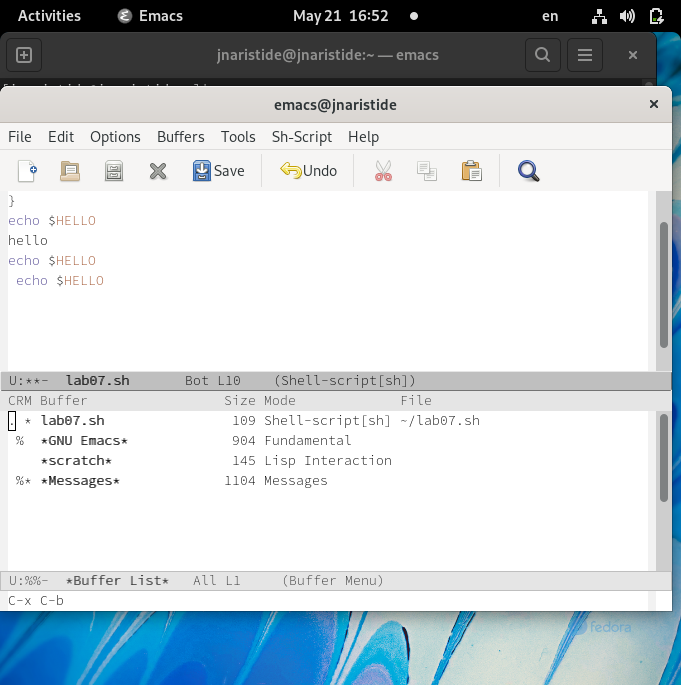 Activities Emacs May 21 16:52 en
jnaristide@jnaristide:~ — emacs
emacs@jnaristide
File Edit Options Buffers Tools Sh-Script Help
Save Undo
}
echo $HELLO
hello
echo $HELLO
 echo $HELLO
U:**-  lab07.sh       Bot L10    (Shell-script[sh])
CRM Buffer                 Size Mode             File
. * lab07.sh                109 Shell-script[sh] ~/lab07.sh
 %  *GNU Emacs*             904 Fundamental
    *scratch*               145 Lisp Interaction
 %* *Messages*             1104 Messages
U:%%-  *Buffer List*   All L1     (Buffer Menu)
C-x C-b
fedora